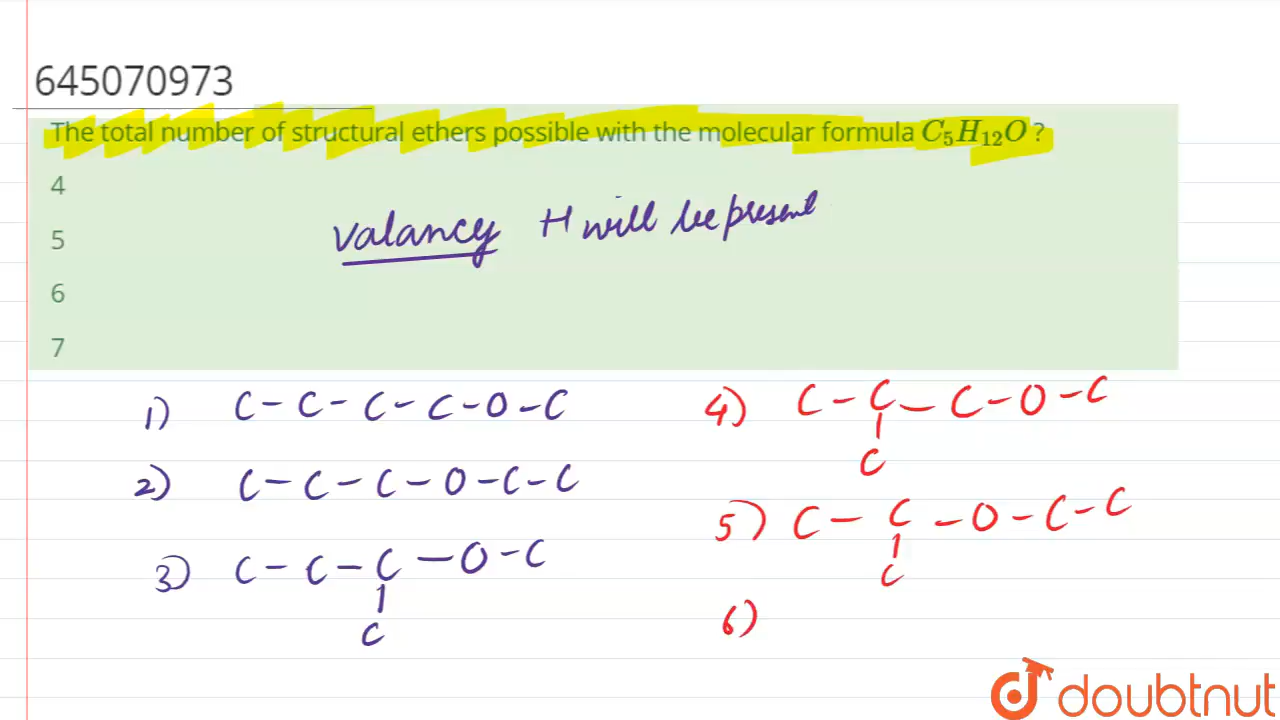 645070973
The total number of structural ethers possible with the molecular formula C₅H₁₂O ?
4
5
6
7
valancy H will be present
1) C - C - C - C - O - C
2) C - C - C - O - C - C
3) C - C - C - O - C
C
4) C - C - C - O - C
C
5) C - C - O - C - C
C
6)
doubtnut